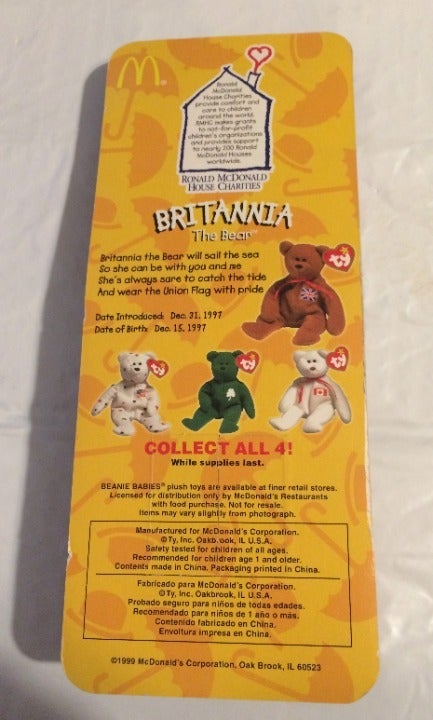 Ronald
McDonald
House Charities
provide comfort and
care to children
around the world.
RMHC makes grants
to not-for-profit
children's organizations
and provides support
to nearly 200 Ronald
McDonald Houses
worldwide.
RONALD McDONALD
HOUSE CHARITIES
BRITANNIA
The Bear™
Britannia the Bear will sail the sea
So she can be with you and me
She's always sure to catch the tide
And wear the Union Flag with pride
Date Introduced: Dec. 31, 1997
Date of Birth: Dec. 15, 1997
ty
ty
ty
ty
COLLECT ALL 4!
While supplies last.
BEANIE BABIES® plush toys are available at finer retail stores.
Licensed for distribution only by McDonald's Restaurants
with food purchase. Not for resale.
Items may vary slightly from photograph.
Manufactured for McDonald's Corporation.
©Ty, Inc. Oakbrook, IL U.S.A.
Safety tested for children of all ages.
Recommended for children age 1 and older.
Contents made in China. Packaging printed in China.
Fabricado para McDonald's Corporation.
©Ty, Inc. Oakbrook, IL U.S.A.
Probado seguro para niños de todas edades.
Recomendado para niños de 1 año o más.
Contenido fabricado en China.
Envoltura impresa en China.
©1999 McDonald's Corporation, Oak Brook, IL 60523